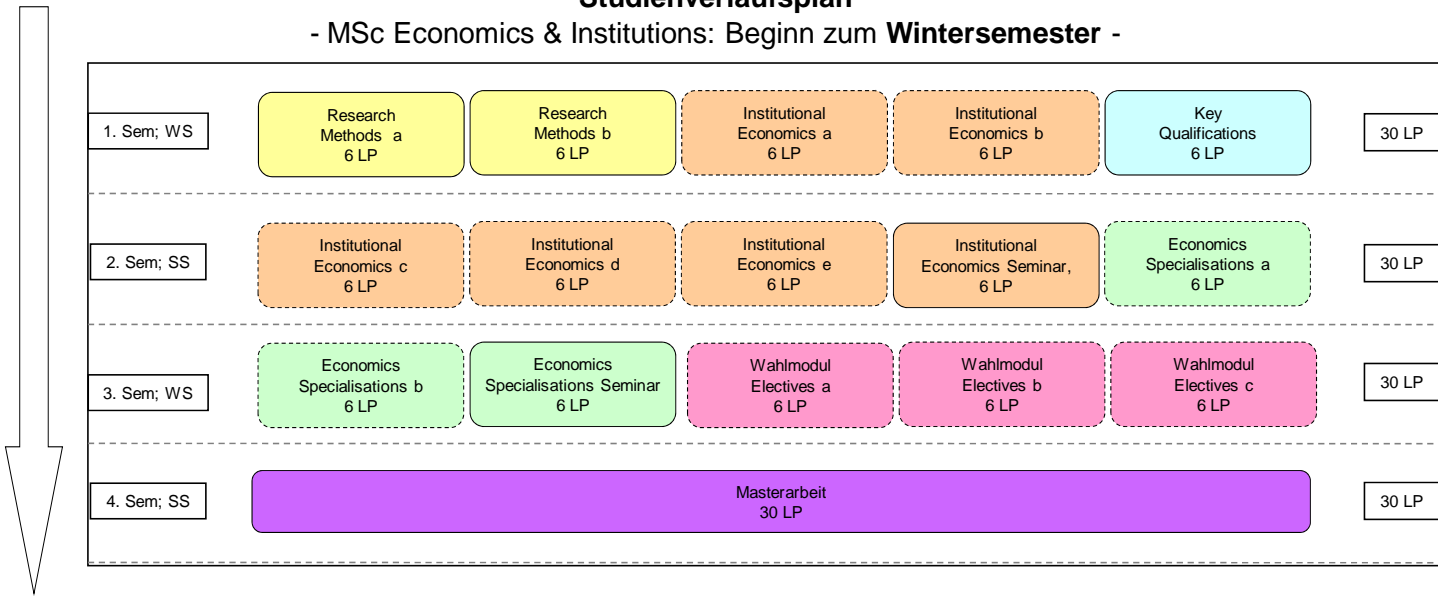 Studienverlaufsplan
- MSc Economics & Institutions: Beginn zum Wintersemester -
1. Sem; WS
Research
Methods a
6 LP
Research
Methods b
6 LP
Institutional
Economics a
6 LP
Institutional
Economics b
6 LP
Key
Qualifications
6 LP
30 LP
2. Sem; SS
Institutional
Economics c
6 LP
Institutional
Economics d
6 LP
Institutional
Economics e
6 LP
Institutional
Economics Seminar,
6 LP
Economics
Specialisations a
6 LP
30 LP
3. Sem; WS
Economics
Specialisations b
6 LP
Economics
Specialisations Seminar
6 LP
Wahlmodul
Electives a
6 LP
Wahlmodul
Electives b
6 LP
Wahlmodul
Electives c
6 LP
30 LP
4. Sem; SS
Masterarbeit
30 LP
30 LP